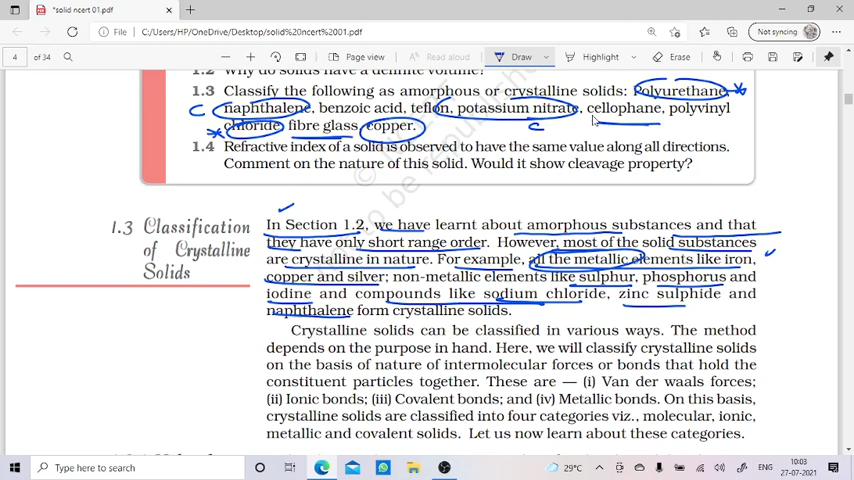 *solid ncert 001.pdf
File
C:/Users/HP/OneDrive/Desktop/solid%20ncert%2001.pdf
Not syncing
4 of 34
Page view
Read aloud
Draw
Highlight
Erase
1.2 Why do solids have a definite volume?
1.3 Classify the following as amorphous or crystalline solids: Polyurethane,
C naphthalene, benzoic acid, teflon, potassium nitrate, cellophane, polyvinyl
chloride, fibre glass, copper.
C
1.4 Refractive index of a solid is observed to have the same value along all directions.
Comment on the nature of this solid. Would it show cleavage property?
1.3 Classification
of Crystalline
Solids
In Section 1.2, we have learnt about amorphous substances and that
they have only short range order. However, most of the solid substances
are crystalline in nature. For example, all the metallic elements like iron,
copper and silver; non-metallic elements like sulphur, phosphorus and
iodine and compounds like sodium chloride, zinc sulphide and
naphthalene form crystalline solids.
Crystalline solids can be classified in various ways. The method
depends on the purpose in hand. Here, we will classify crystalline solids
on the basis of nature of intermolecular forces or bonds that hold the
constituent particles together. These are — (i) Van der waals forces;
(ii) Ionic bonds; (iii) Covalent bonds; and (iv) Metallic bonds. On this basis,
crystalline solids are classified into four categories viz., molecular, ionic,
metallic and covalent solids. Let us now learn about these categories.
Type here to search
29°C
ENG
10:03
27-07-2021